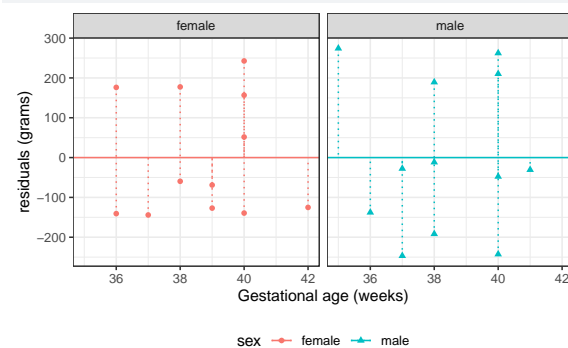 female male
300
200
100
0
−100
−200
residuals (grams)
36 38 40 42 36 38 40 42
Gestational age (weeks)
sex female male